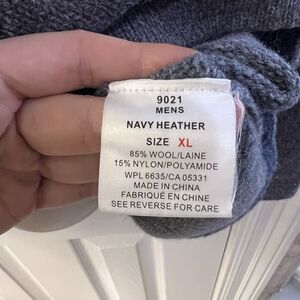 9021
MENS
NAVY HEATHER
SIZE XL
85% WOOL/LAINE
15% NYLON/POLYAMIDE
WPL 6635/CA 05331
MADE IN CHINA
FABRIQUÉ EN CHINE
SEE REVERSE FOR CARE